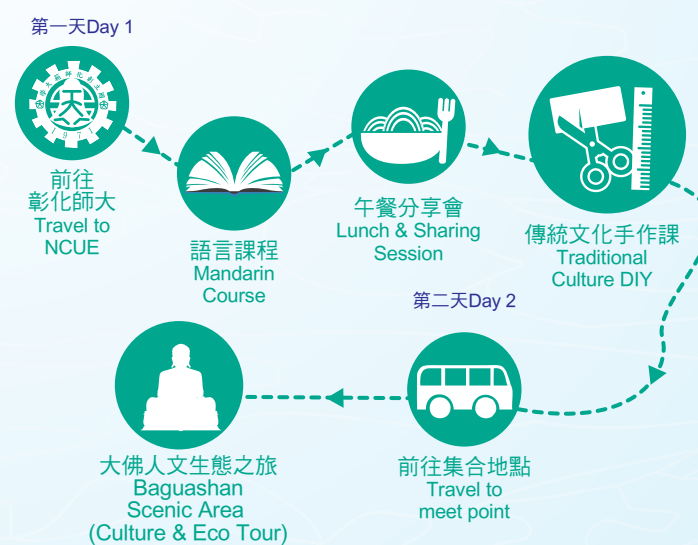 第一天Day 1
1971
前往
彰化師大
Travel to
NCUE
語言課程
Mandarin
Course
午餐分享會
Lunch & Sharing
Session
傳統文化手作課
Traditional
Culture DIY
第二天Day 2
前往集合地點
Travel to
meet point
大佛人文生態之旅
Baguashan
Scenic Area
(Culture & Eco Tour)